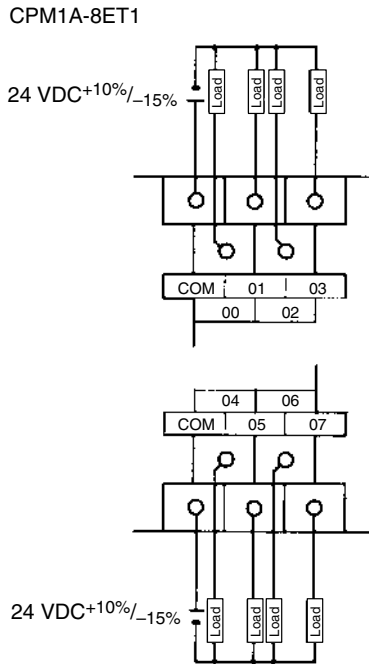 CPM1A-8ET1
24 VDC+10%/–15%
Load Load Load Load
COM 01 03
00 02
04 06
COM 05 07
24 VDC+10%/–15%
Load Load Load Load